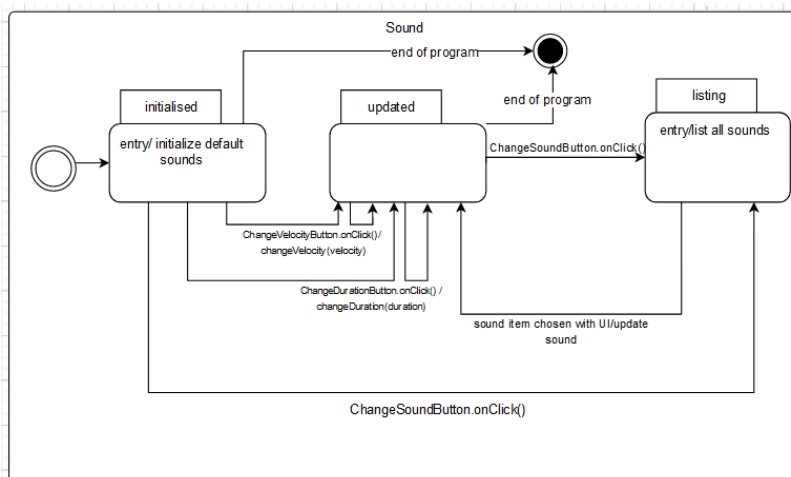 Sound
end of program
initialised
updated
listing
end of program
entry/ initialize default
sounds
entry/list all sounds
ChangeSoundButton.onClick()
ChangeVelocityButton.onClick()/
changeVelocity(velocity)
ChangeDurationButton.onClick() /
changeDuration(duration)
sound item chosen with UI/update
sound
ChangeSoundButton.onClick()